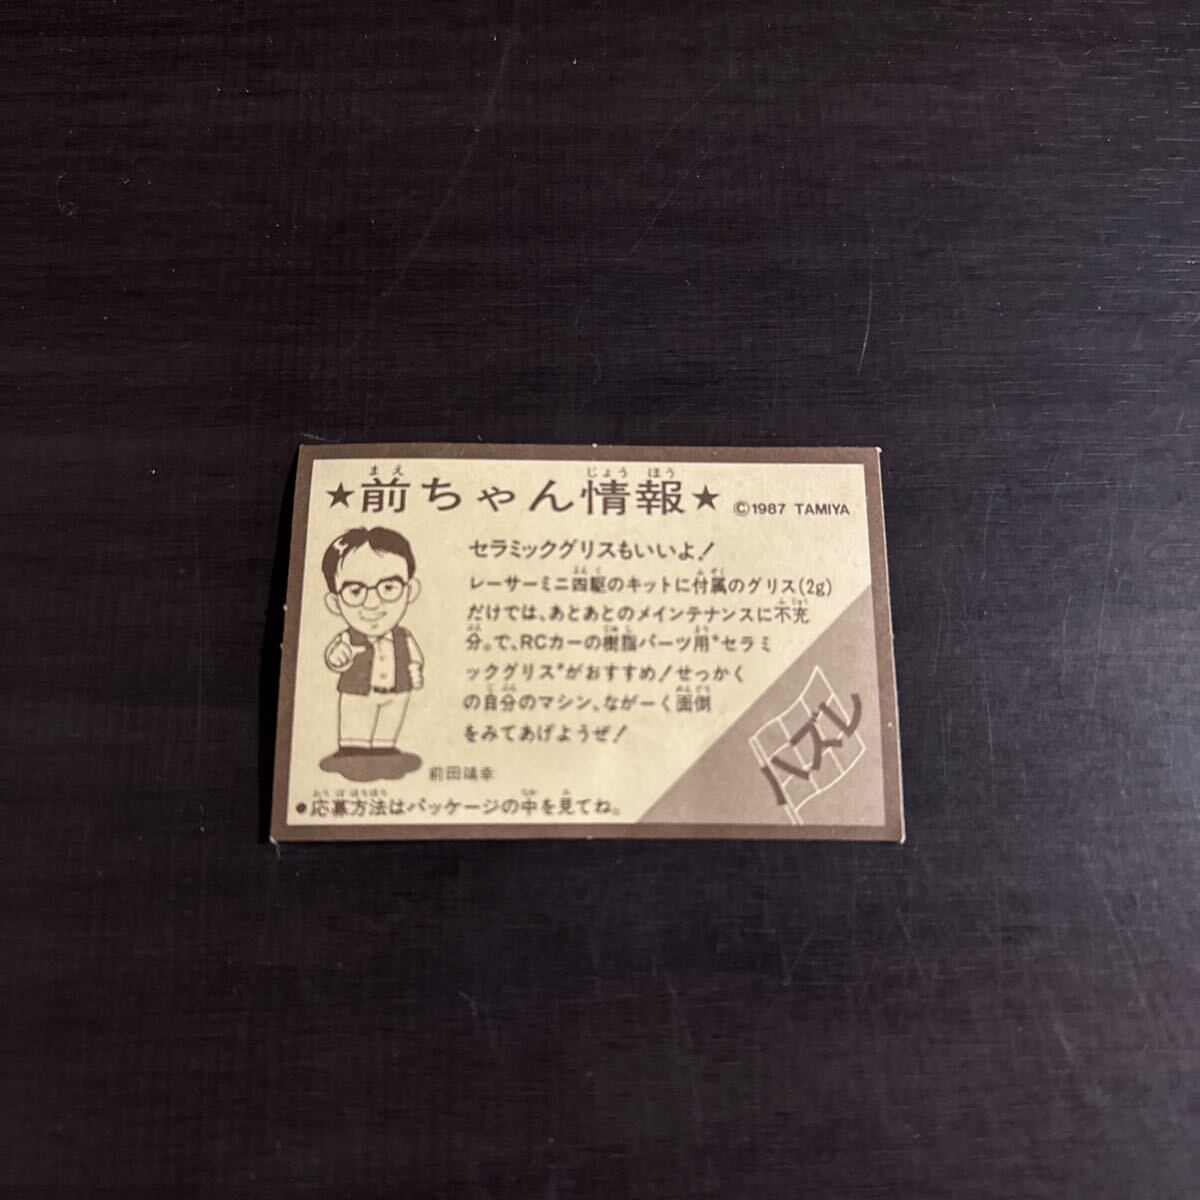 ★前ちゃん情報★ ©1987 TAMIYA
セラミックグリスもいいよ!
レーサーミニ四駆のキットに付属のグリス(2g)
だけでは、あとあとのメインテナンスに不充
分。で、RCカーの樹脂パーツ用"セラミ
ックグリス"がおすすめ!せっかく
の自分のマシン、ながーく面倒
をみてあげようぜ!
前田靖幸
ハズレ
●応募方法はパッケージの中を見てね。